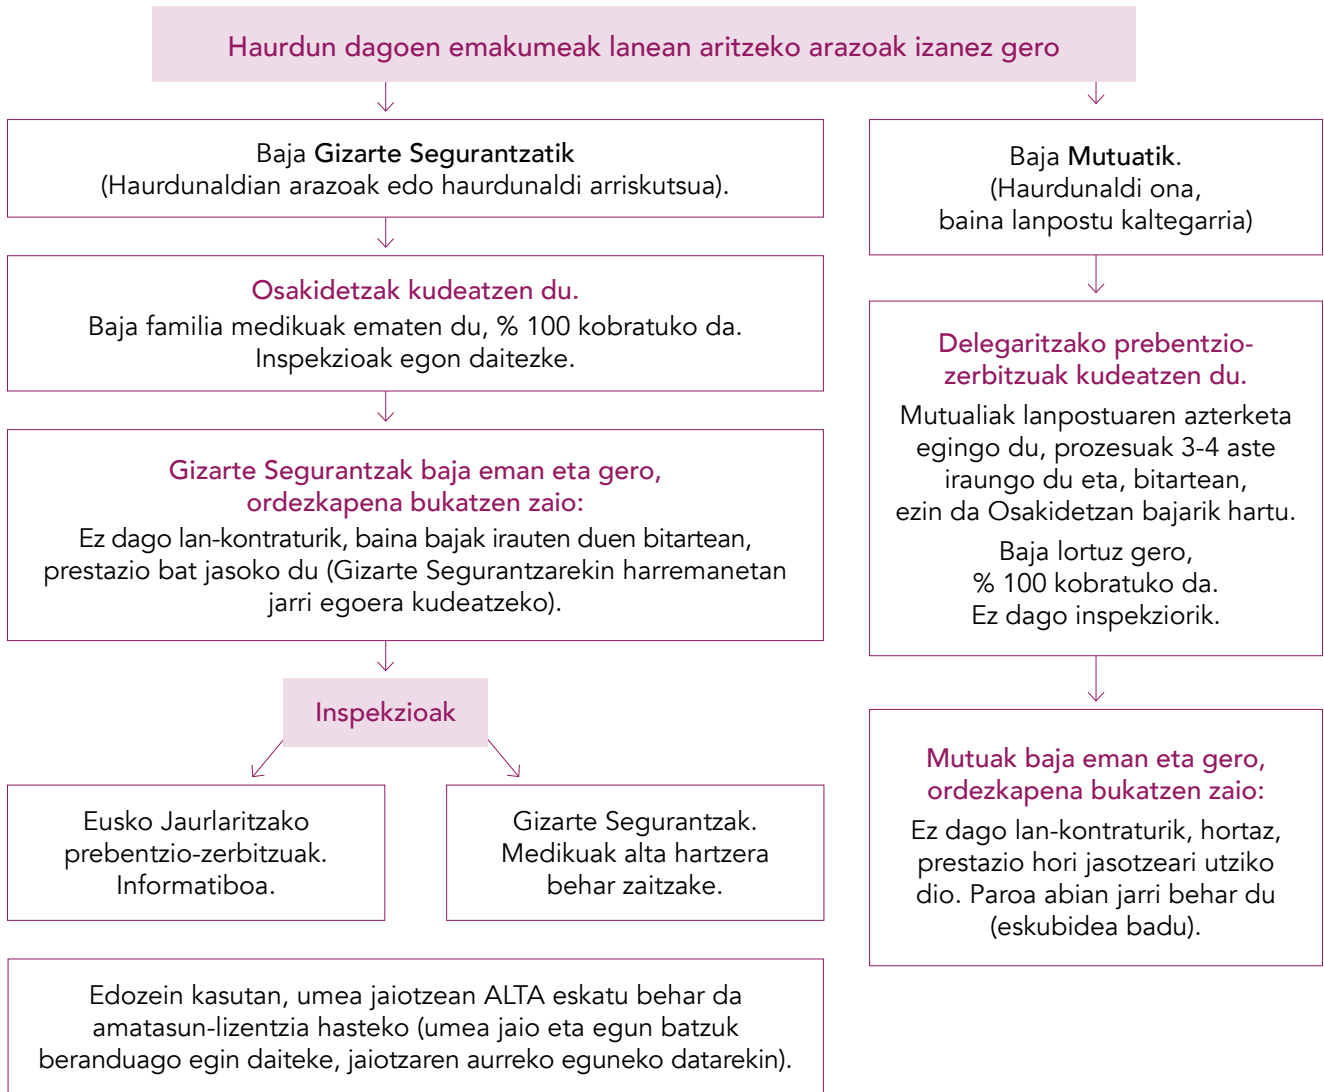 Haurdun dagoen emakumeak lanean aritzeko arazoak izanez gero
Baja Gizarte Segurantzatik
(Haurdunaldian arazoak edo haurdunaldi arriskutsua).
Osakidetzak kudeatzen du.
Baja familia medikuak ematen du, % 100 kobratuko da.
Inspekzioak egon daitezke.
Gizarte Segurantzak baja eman eta gero,
ordezkapena bukatzen zaio:
Ez dago lan-kontraturik, baina bajak irauten duen bitartean,
prestazio bat jasoko du (Gizarte Segurantzarekin harremanetan
jarri egoera kudeatzeko).
Inspekzioak
Eusko Jaurlaritzako
prebentzio-zerbitzuak.
Informatiboa.
Gizarte Segurantzak.
Medikuak alta hartzera
behar zaitzake.
Baja Mutuatik.
(Haurdunaldi ona,
baina lanpostu kaltegarria)
Delegaritzako prebentzio-
zerbitzuak kudeatzen du.
Mutualiak lanpostuaren azterketa
egingo du, prozesuak 3-4 aste
iraungo du eta, bitartean,
ezin da Osakidetzan bajarik hartu.
Baja lortuz gero,
% 100 kobratuko da.
Ez dago inspekziorik.
Mutuak baja eman eta gero,
ordezkapena bukatzen zaio:
Ez dago lan-kontraturik, hortaz,
prestazio hori jasotzeari utziko
dio. Paroa abian jarri behar du
(eskubidea badu).
Edozein kasutan, umea jaiotzean ALTA eskatu behar da
amatasun-lizentzia hasteko (umea jaio eta egun batzuk
beranduago egin daiteke, jaiotzaren aurreko eguneko datarekin).